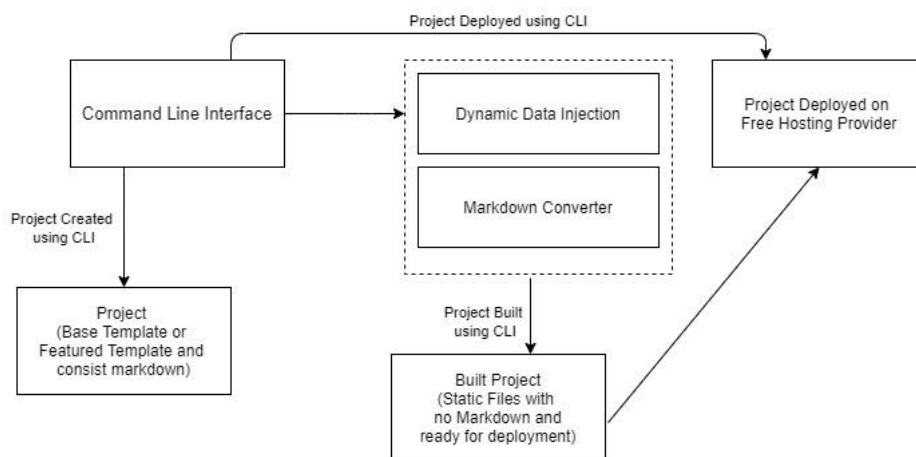 Project Deployed using CLI
Command Line Interface
Dynamic Data Injection
Markdown Converter
Project Deployed on
Free Hosting Provider
Project Created
using CLI
Project
(Base Template or
Featured Template and
consist markdown)
Project Built
using CLI
Built Project
(Static Files with
no Markdown and
ready for deployment)